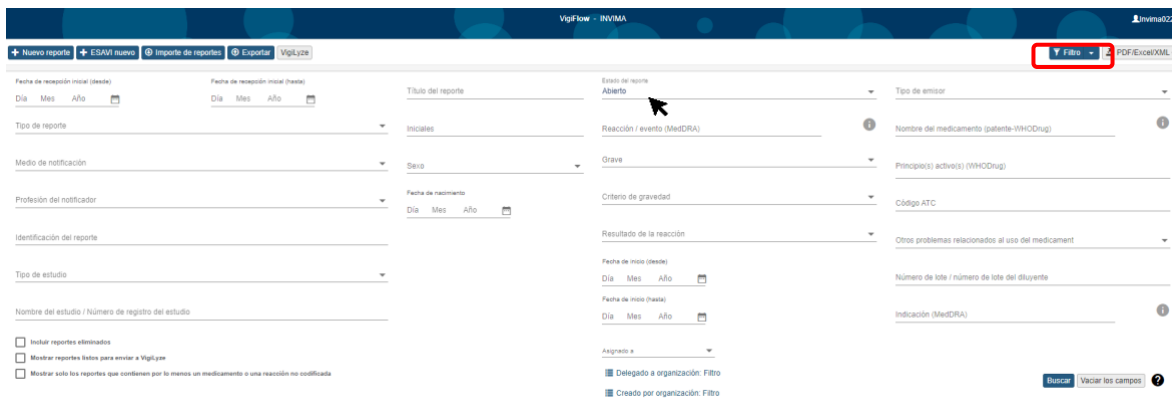 VigiFlow - INVIMA
Invima022
Nuevo reporte
ESAVI nuevo
Importe de reportes
Exportar
VigiLyze
Filtro
PDF/Excel/XML
Fecha de recepción inicial (desde)
Día Mes Año
Fecha de recepción inicial (hasta)
Día Mes Año
Tipo de reporte
Medio de notificación
Profesión del notificador
Identificación del reporte
Tipo de estudio
Nombre del estudio / Número de registro del estudio
Incluir reportes eliminados
Mostrar reportes listos para enviar a VigiLyze
Mostrar solo los reportes que contienen por lo menos un medicamento o una reacción no codificada
Título del reporte
Iniciales
Sexo
Fecha de nacimiento
Día Mes Año
Estado del reporte
Abierto
Reacción / evento (MedDRA)
Grave
Criterio de gravedad
Resultado de la reacción
Fecha de inicio (desde)
Día Mes Año
Fecha de inicio (hasta)
Día Mes Año
Asignado a
Delegado a organización: Filtro
Creado por organización: Filtro
Tipo de emisor
Nombre del medicamento (patente-WHODrug)
Principio(s) activo(s) (WHODrug)
Código ATC
Otros problemas relacionados al uso del medicament
Número de lote / número de lote del diluyente
Indicación (MedDRA)
Buscar
Vaciar los campos